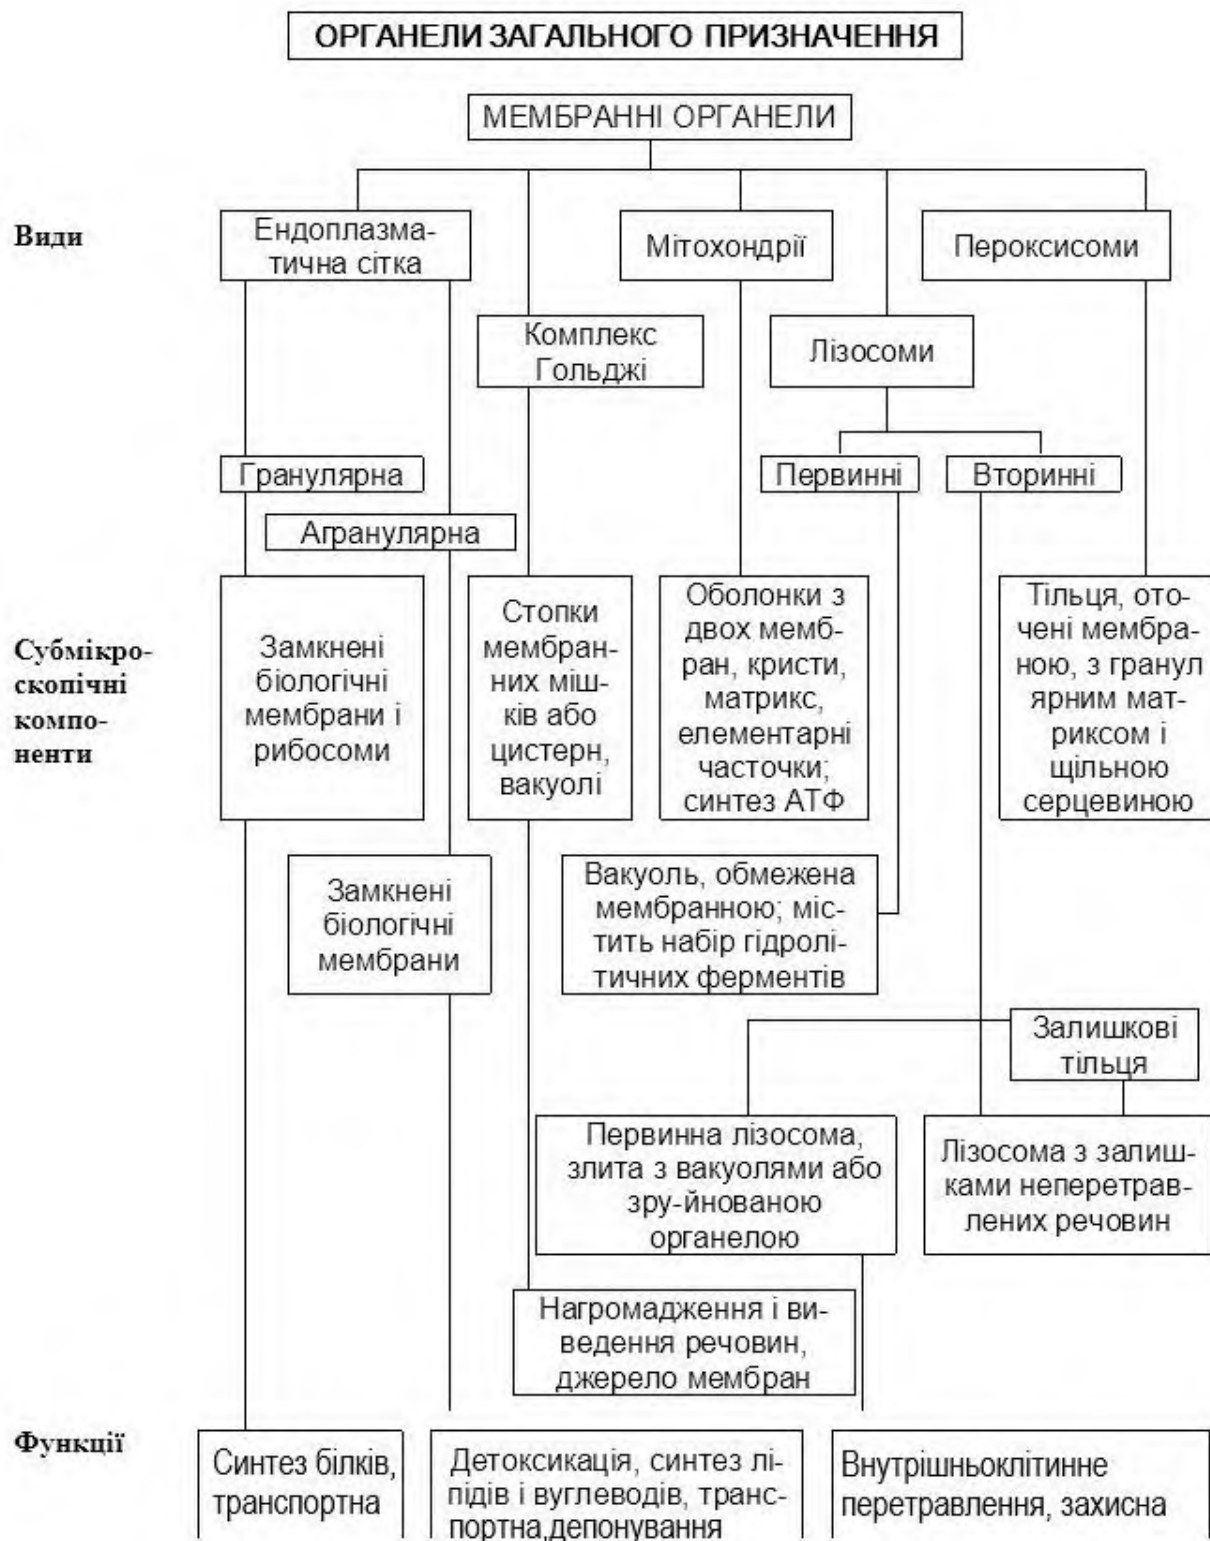 ОРГАНЕЛИ ЗАГАЛЬНОГО ПРИЗНАЧЕННЯ
МЕМБРАННІ ОРГАНЕЛИ
Види
Ендоплазма-
тична сітка
Мітохондрії
Пероксисоми
Комплекс
Гольджі
Лізосоми
Гранулярна
Первинні
Вторинні
Агранулярна
Субмікро-
скопічні
компо-
ненти
Замкнені
біологічні
мембрани і
рибосоми
Стопки
мембран-
них міш-
ків або
цистерн,
вакуолі
Оболонки з
двох мемб-
ран, кристи,
матрикс,
елементарні
часточки;
синтез АТФ
Тільця, ото-
чені мембра-
ною, з гранул
ярним мат-
риксом і
щільною
серцевиною
Замкнені
біологічні
мембрани
Вакуоль, обмежена
мембранною; міс-
тить набір гідролі-
тичних ферментів
Залишкові
тільця
Первинна лізосома,
злита з вакуолями або
зру-йнованою
органелою
Лізосома з залиш-
ками неперетрав-
лених речовин
Нагромадження і ви-
ведення речовин,
джерело мембран
Функції
Синтез білків,
транспортна
Детоксикація, синтез лі-
підів і вуглеводів, транс-
портна,депонування
Внутрішньоклітинне
перетравлення, захисна